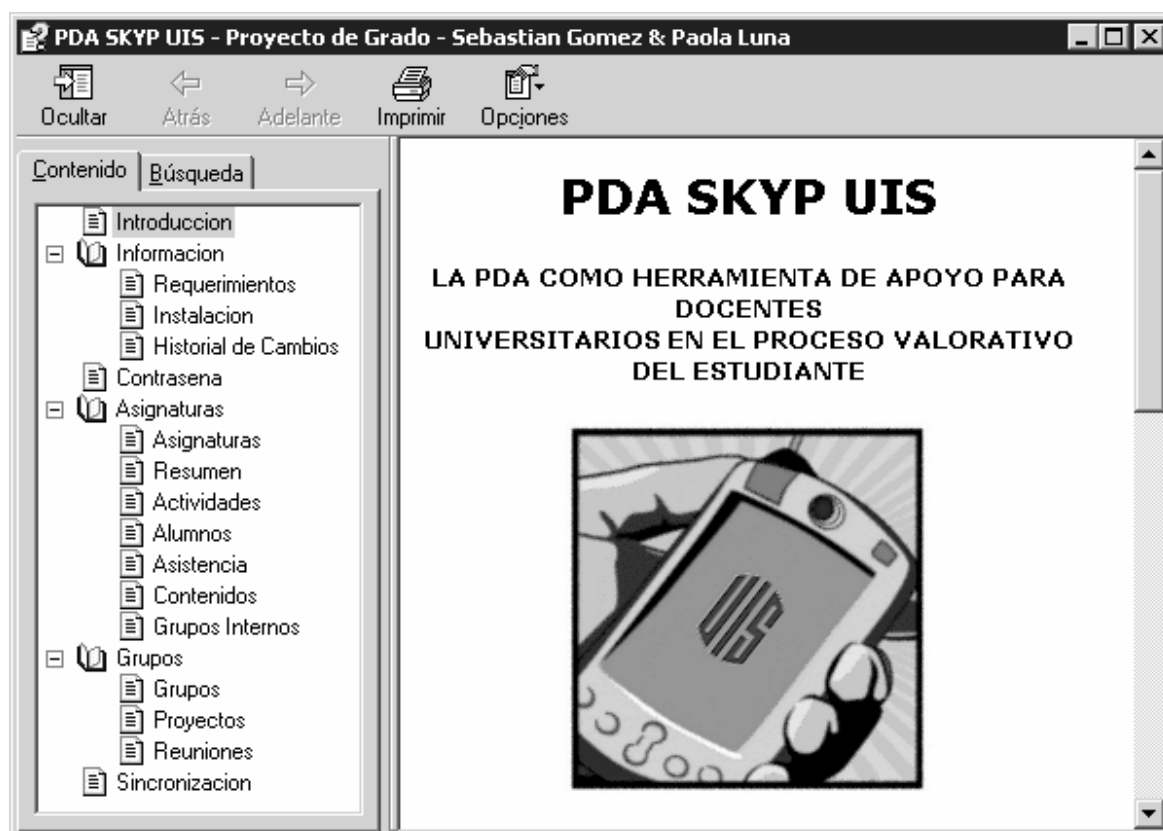 PDA SKYP UIS - Proyecto de Grado - Sebastian Gomez & Paola Luna
Ocultar Atrás Adelante Imprimir Opciones
Contenido Búsqueda
Introduccion
Informacion
Requerimientos
Instalacion
Historial de Cambios
Contrasena
Asignaturas
Asignaturas
Resumen
Actividades
Alumnos
Asistencia
Contenidos
Grupos Internos
Grupos
Grupos
Proyectos
Reuniones
Sincronizacion
PDA SKYP UIS
LA PDA COMO HERRAMIENTA DE APOYO PARA
DOCENTES
UNIVERSITARIOS EN EL PROCESO VALORATIVO
DEL ESTUDIANTE
UIS